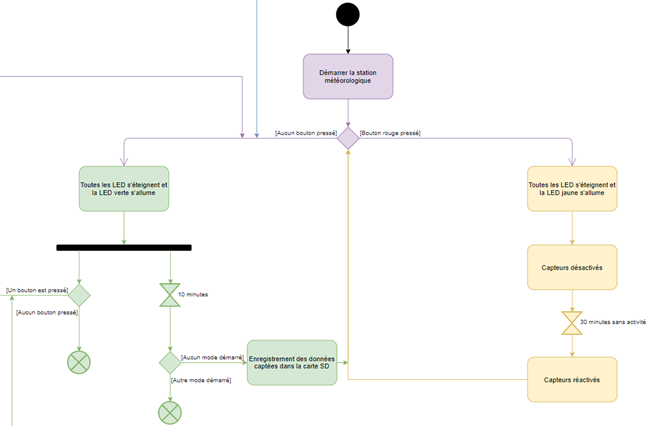 Démarrer la station
météorologique
[Aucun bouton pressé]
[Bouton rouge pressé]
Toutes les LED s'éteignent et
la LED verte s'allume
Toutes les LED s'éteignent et
la LED jaune s'allume
Capteurs désactivés
[Un bouton est pressé]
10 minutes
[Aucun bouton pressé]
30 minutes sans activité
[Aucun mode démarré]
Enregistrement des données
captées dans la carte SD
[Autre mode démarré]
Capteurs réactivés